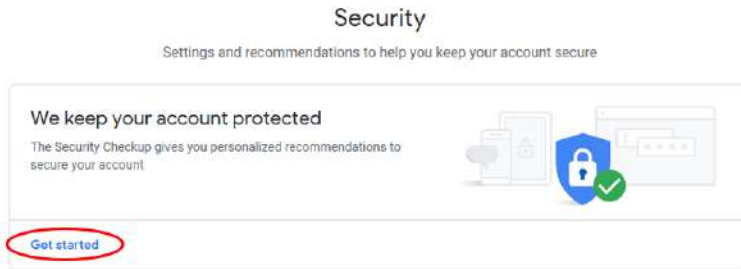 Security
Settings and recommendations to help you keep your account secure
We keep your account protected
The Security Checkup gives you personalized recommendations to
secure your account
Get started